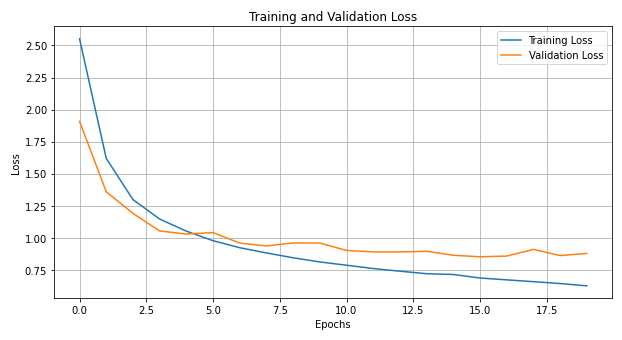 Training and Validation Loss
Training Loss
Validation Loss
2.50
2.25
2.00
1.75
1.50
1.25
1.00
0.75
Loss
0.0 2.5 5.0 7.5 10.0 12.5 15.0 17.5
Epochs